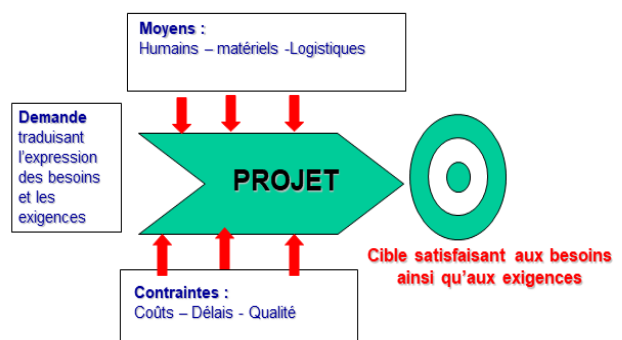 Moyens :
Humains – matériels -Logistiques
Demande
traduisant
l'expression
des besoins
et les
exigences
PROJET
Cible satisfaisant aux besoins
ainsi qu'aux exigences
Contraintes :
Coûts – Délais - Qualité